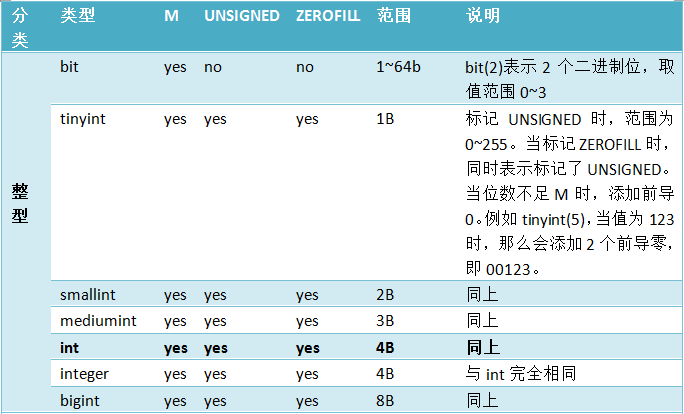 分类 类型 M UNSIGNED ZEROFILL 范围 说明
整型
bit yes no no 1~64b bit(2)表示 2 个二进制位，取
值范围 0~3
tinyint yes yes yes 1B 标记 UNSIGNED 时，范围为
0~255。当标记 ZEROFILL 时，
同时表示标记了 UNSIGNED。
当位数不足 M 时，添加前导
0。例如 tinyint(5)，当值为 123
时，那么会添加 2 个前导零，
即 00123。
smallint yes yes yes 2B 同上
mediumint yes yes yes 3B 同上
int yes yes yes 4B 同上
integer yes yes yes 4B 与 int 完全相同
bigint yes yes yes 8B 同上